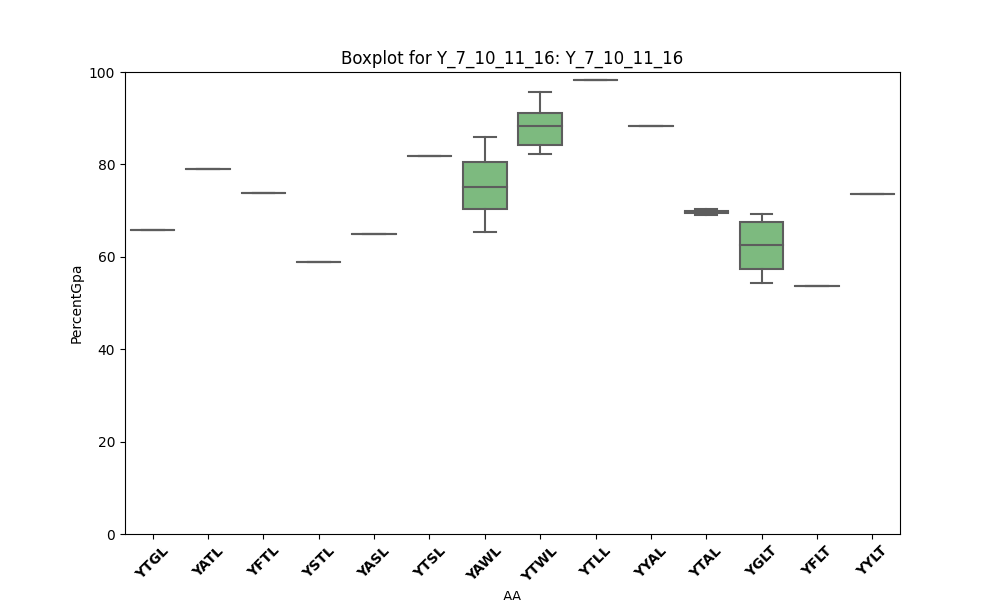 Boxplot for Y_7_10_11_16: Y_7_10_11_16
100
80
60
40
20
0
PercentGpa
YTGL
YATL
YFTL
YSTL
YASL
YTSL
YAWL
YTWL
YTLL
YYAL
YTAL
YGLT
YFLT
YYLT
AA